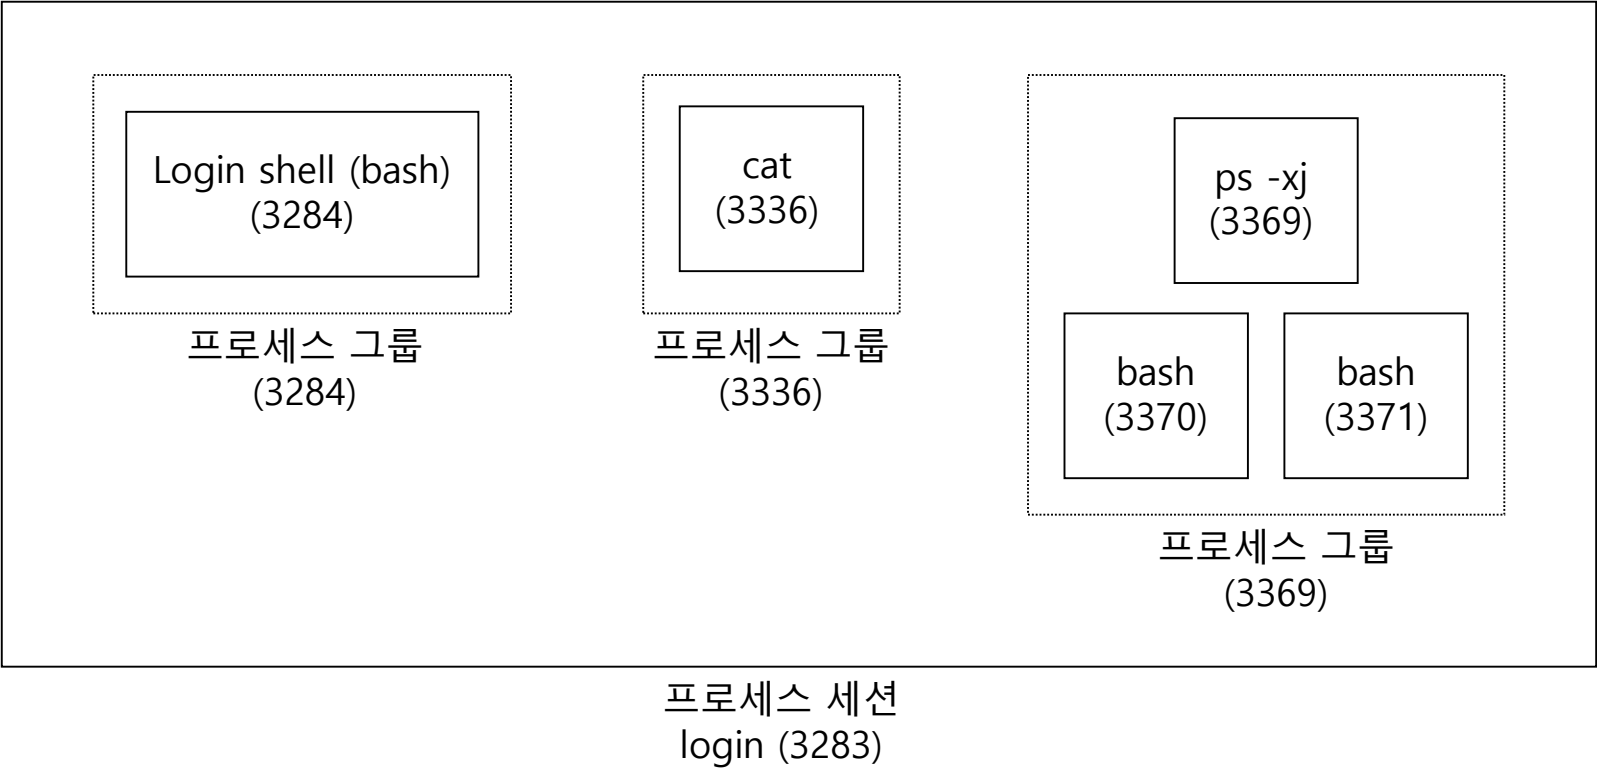 Login shell (bash)
(3284)
프로세스 그룹
(3284)
cat
(3336)
프로세스 그룹
(3336)
ps -xj
(3369)
bash
(3370)
bash
(3371)
프로세스 그룹
(3369)
프로세스 세션
login (3283)